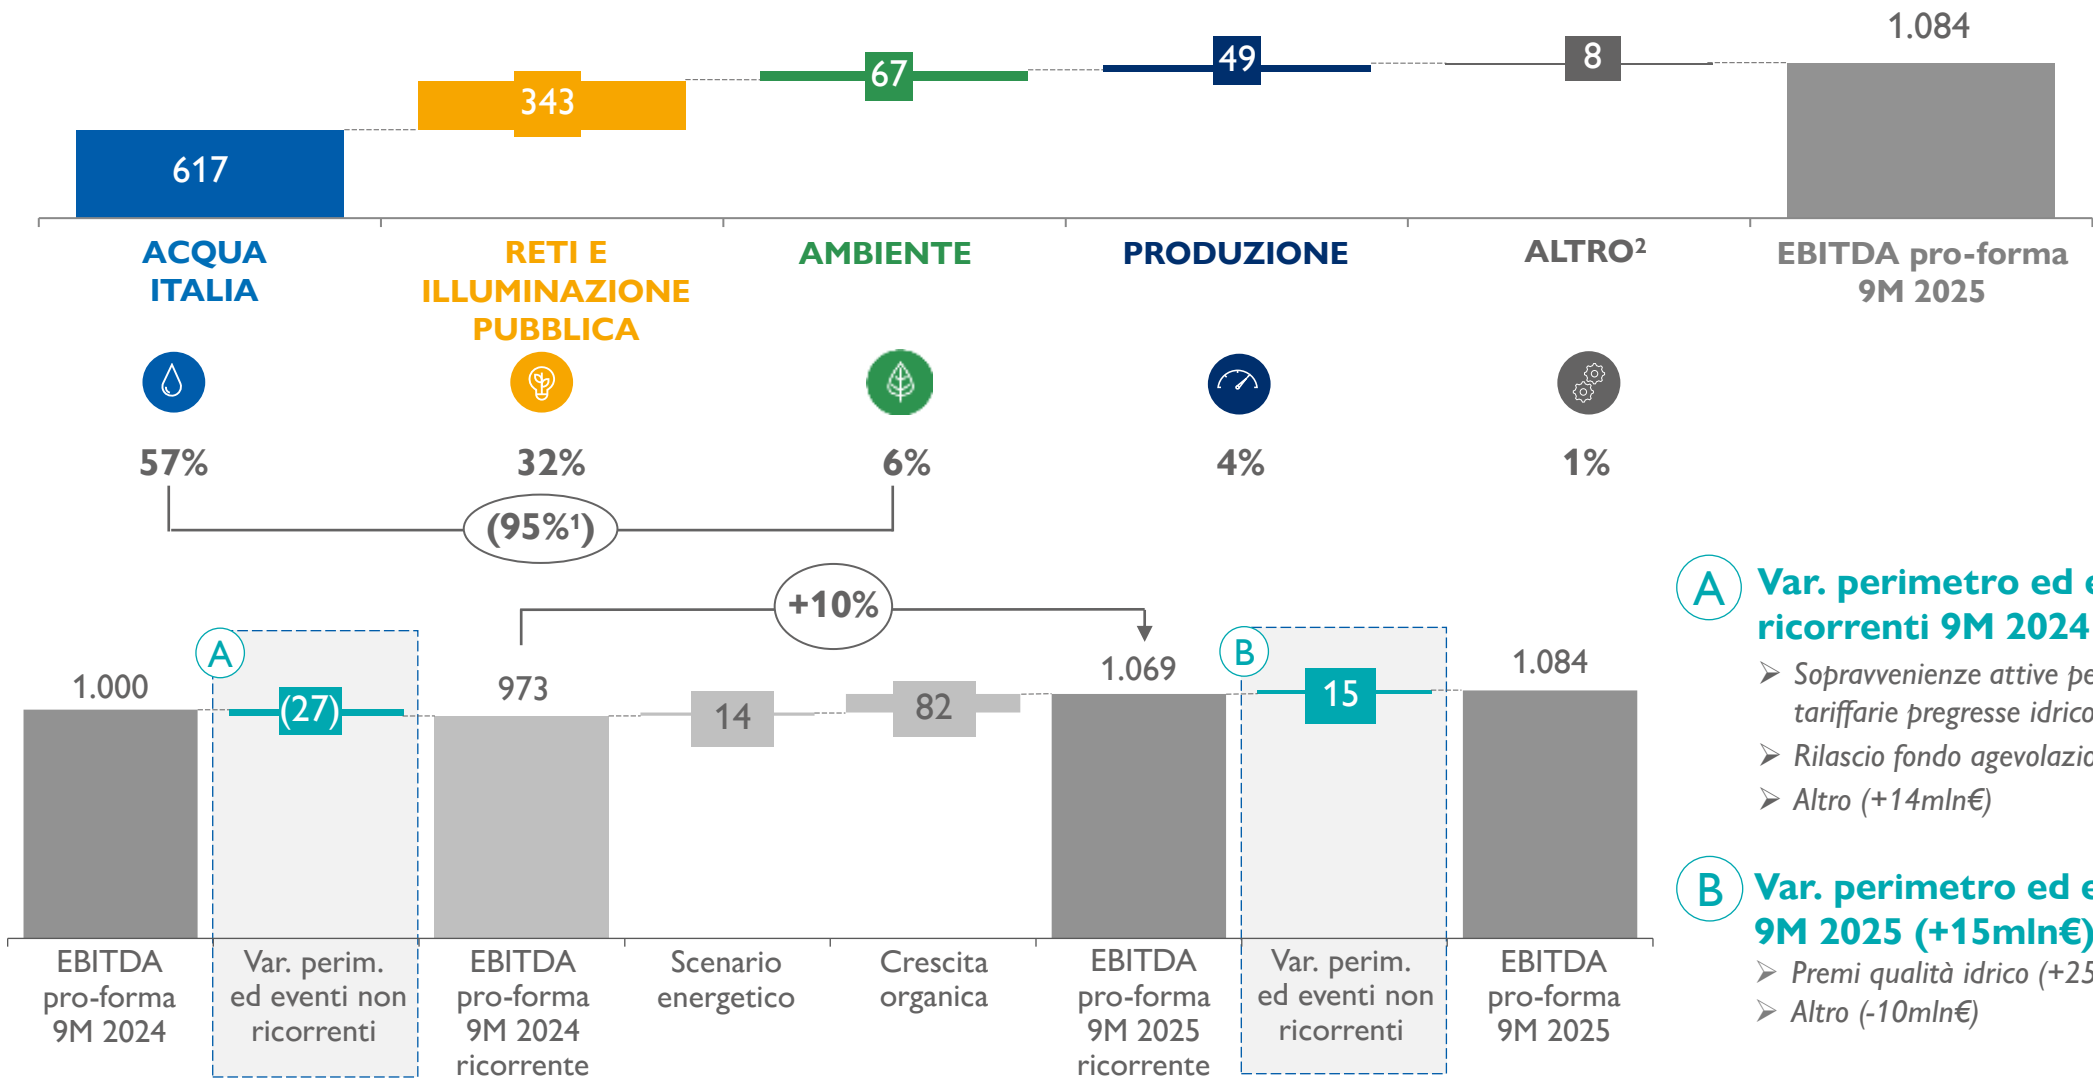 617
343
67
49
8
1.084
ACQUA
ITALIA
RETI E
ILLUMINAZIONE
PUBBLICA
AMBIENTE
PRODUZIONE
ALTRO²
EBITDA pro-forma
9M 2025
57%
32%
6%
4%
1%
(95%¹)
+10%
A
B
1.000
(27)
973
14
82
1.069
15
1.084
EBITDA
pro-forma
9M 2024
Var. perim.
ed eventi non
ricorrenti
EBITDA
pro-forma
9M 2024
ricorrente
Scenario
energetico
Crescita
organica
EBITDA
pro-forma
9M 2025
ricorrente
Var. perim.
ed eventi non
ricorrenti
EBITDA
pro-forma
9M 2025
A
Var. perimetro ed
ricorrenti 9M 2024
➢ Sopravvenienze attive
tariffarie pregresse idrico
➢ Rilascio fondo
➢ Altro (+14mln€)
B
Var. perimetro ed
9M 2025 (+15mln€)
➢ Premi qualità idrico (+25
➢ Altro (-10mln€)